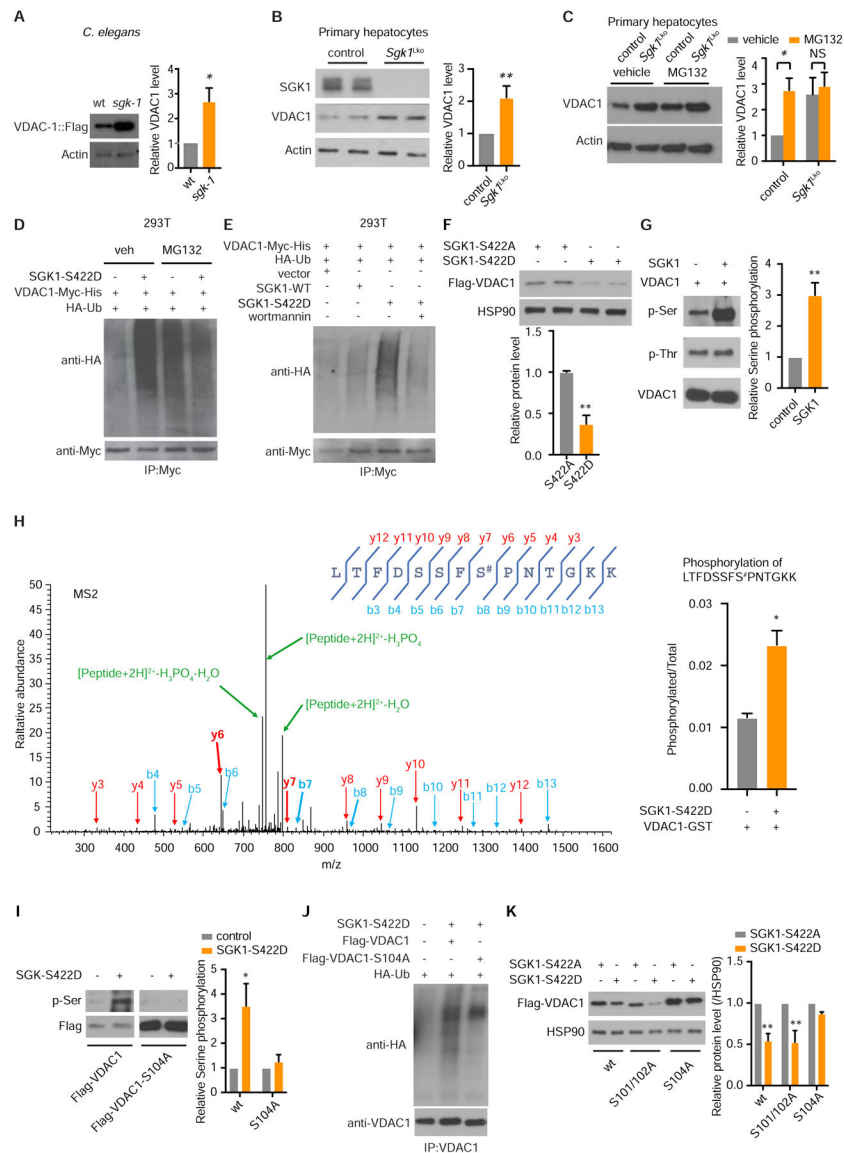 A
C. elegans
wt sgk-1
VDAC-1::Flag
Actin
Relative VDAC1 level
4
3
2
1
0
*
wt
sgk-1
B
Primary hepatocytes
control Sgk1Lko
SGK1
VDAC1
Actin
Relative VDAC1 level
3
2
1
0
**
control
Sgk1Lko
C
Primary hepatocytes
control Sgk1Lko control Sgk1Lko
vehicle MG132
VDAC1
Actin
vehicle MG132
Relative VDAC1 level
4
3
2
1
0
* NS
control
Sgk1Lko
D
293T
veh MG132
SGK1-S422D - + - +
VDAC1-Myc-His + + + +
HA-Ub + + + +
anti-HA
anti-Myc
IP:Myc
E
293T
VDAC1-Myc-His + + + +
HA-Ub + + + +
vector +
SGK1-WT +
SGK1-S422D + +
wortmannin +
anti-HA
anti-Myc
IP:Myc
F
SGK1-S422A + +
SGK1-S422D + +
Flag-VDAC1
HSP90
Relative protein level
1.5
1.0
0.5
0.0
**
S422A
S422D
G
SGK1 - +
VDAC1 + +
p-Ser
p-Thr
VDAC1
Relative Serine phosphorylation
4
3
2
1
0
**
control
SGK1
H
y12 y11 y10 y9 y8 y7 y6 y5 y4 y3
L T F D S S F S# P N T G K K
b3 b4 b5 b6 b7 b8 b9 b10 b11 b12 b13
MS2
Raltative abundance
50
45
40
35
30
25
20
15
10
5
0
[Peptide+2H]2+-H3PO4
[Peptide+2H]2+-H3PO4-H2O
[Peptide+2H]2+-H2O
y3 y4 b4 y5 b5 y6 b6 y7 b7 y8 b8 y9 b9 y10 b10 y11 b11 b12 y12 b13
300 400 500 600 700 800 900 1000 1100 1200 1300 1400 1500 1600
m/z
Phosphorylation of
LTFDSSFS#PNTGKK
Phosphorylated/Total
0.03
0.02
0.01
0.00
*
SGK1-S422D - +
VDAC1-GST + +
I
SGK-S422D - + - +
p-Ser
Flag
Flag-VDAC1
Flag-VDAC1-S104A
control
SGK1-S422D
Relative Serine phosphorylation
5
4
3
2
1
0
*
wt
S104A
J
SGK1-S422D - + +
Flag-VDAC1 - +
Flag-VDAC1-S104A - +
HA-Ub + + +
anti-HA
anti-VDAC1
IP:VDAC1
K
SGK1-S422A + + +
SGK1-S422D + + +
Flag-VDAC1
HSP90
wt
S101/102A
S104A
SGK1-S422A
SGK1-S422D
Relative protein level (/HSP90)
1.5
1.0
0.5
0.0
** **
wt
S101/102A
S104A